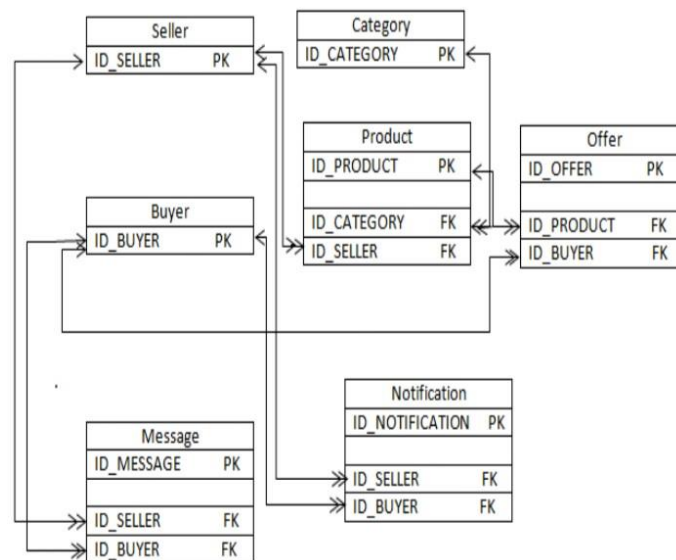 Seller
ID_SELLER PK
Category
ID_CATEGORY PK
Product
ID_PRODUCT PK
ID_CATEGORY FK
ID_SELLER FK
Offer
ID_OFFER PK
ID_PRODUCT FK
ID_BUYER FK
Buyer
ID_BUYER PK
Notification
ID_NOTIFICATION PK
ID_SELLER FK
ID_BUYER FK
Message
ID_MESSAGE PK
ID_SELLER FK
ID_BUYER FK